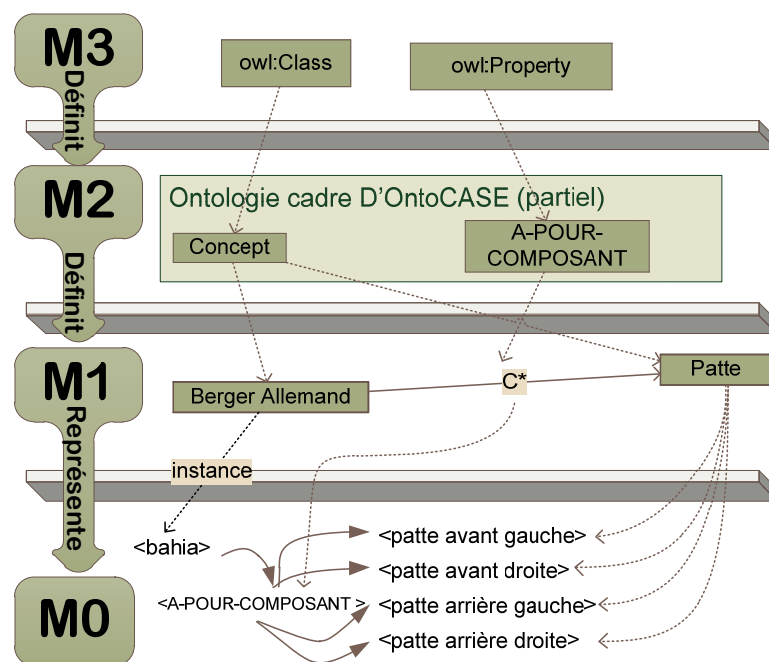 M3
owl:Class
owl:Property
Définit
M2
Ontologie cadre D'OntoCASE (partiel)
Concept
A-POUR-
COMPOSANT
Définit
M1
Berger Allemand
C*
Patte
Représente
instance
<bahia>
<patte avant gauche>
<patte avant droite>
<A-POUR-COMPOSANT >
<patte arrière gauche>
<patte arrière droite>
M0